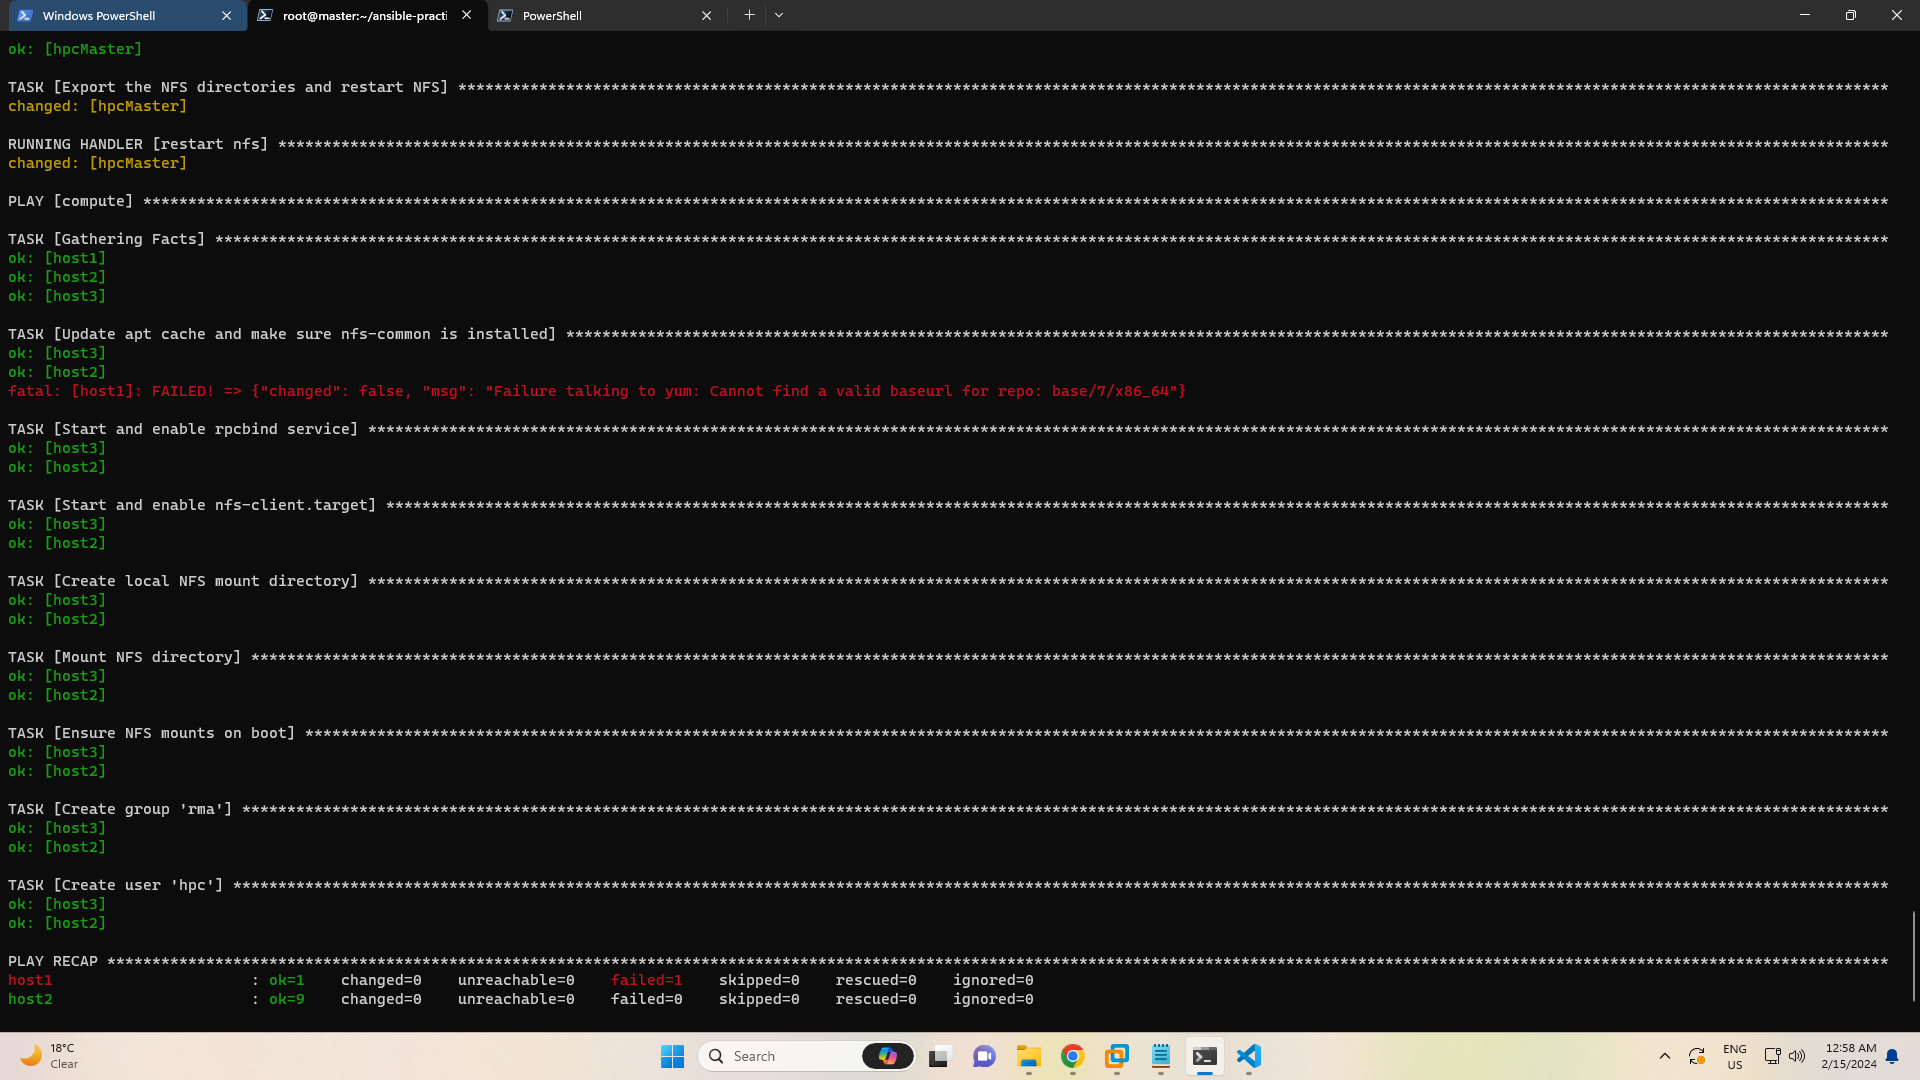 Windows PowerShell
root@master:~/ansible-practi
PowerShell
ok: [hpcMaster]
TASK [Export the NFS directories and restart NFS] ***************************************************************************************************************************************************************
changed: [hpcMaster]
RUNNING HANDLER [restart nfs] ***********************************************************************************************************************************************************************************
changed: [hpcMaster]
PLAY [compute] **************************************************************************************************************************************************************************************************
TASK [Gathering Facts] ******************************************************************************************************************************************************************************************
ok: [host1]
ok: [host2]
ok: [host3]
TASK [Update apt cache and make sure nfs-common is installed] ***************************************************************************************************************************************************
ok: [host3]
ok: [host2]
fatal: [host1]: FAILED! => {"changed": false, "msg": "Failure talking to yum: Cannot find a valid baseurl for repo: base/7/x86_64"}
TASK [Start and enable rpcbind service] *************************************************************************************************************************************************************************
ok: [host3]
ok: [host2]
TASK [Start and enable nfs-client.target] ***********************************************************************************************************************************************************************
ok: [host3]
ok: [host2]
TASK [Create local NFS mount directory] *************************************************************************************************************************************************************************
ok: [host3]
ok: [host2]
TASK [Mount NFS directory] **************************************************************************************************************************************************************************************
ok: [host3]
ok: [host2]
TASK [Ensure NFS mounts on boot] ********************************************************************************************************************************************************************************
ok: [host3]
ok: [host2]
TASK [Create group 'rma'] ***************************************************************************************************************************************************************************************
ok: [host3]
ok: [host2]
TASK [Create user 'hpc'] ****************************************************************************************************************************************************************************************
ok: [host3]
ok: [host2]
PLAY RECAP ******************************************************************************************************************************************************************************************************
host1 : ok=1 changed=0 unreachable=0 failed=1 skipped=0 rescued=0 ignored=0
host2 : ok=9 changed=0 unreachable=0 failed=0 skipped=0 rescued=0 ignored=0
18°C
Clear
Search
ENG
US
12:58 AM
2/15/2024